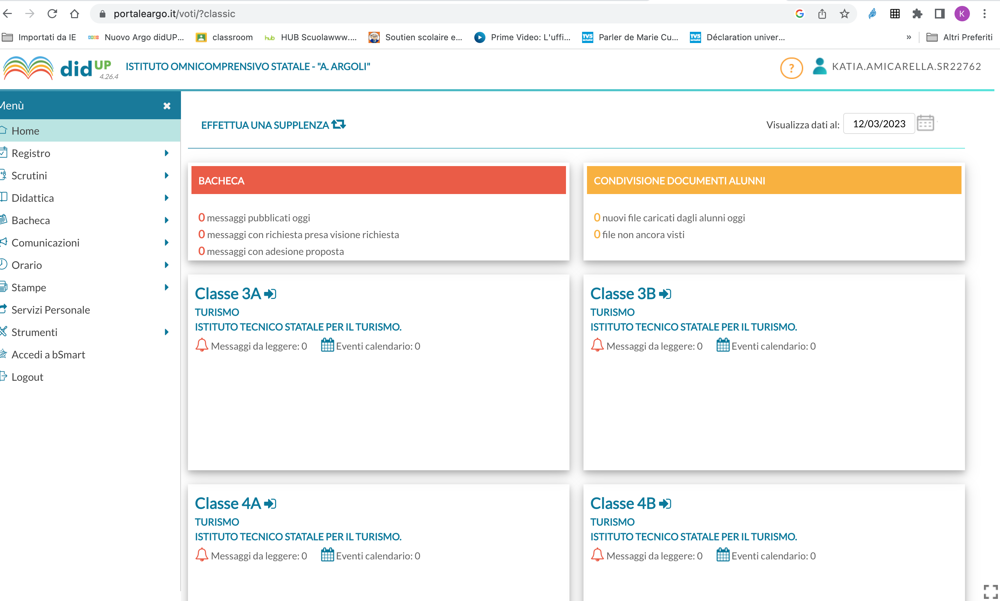 portaleargo.it/voti/?classic
K
Importati da IE
ARGO Nuovo Argo didUP...
classroom
hub HUB Scuolawww....
Soutien scolaire e...
Prime Video: L'uffi...
TV5 Parler de Marie Cu...
TV5 Déclaration univer...
»
Altri Preferiti
didUP 4.26.4
ISTITUTO OMNICOMPRENSIVO STATALE - "A. ARGOLI"
?
KATIA.AMICARELLA.SR22762
Menù
Home
Registro
Scrutini
Didattica
Bacheca
Comunicazioni
Orario
Stampe
Servizi Personale
Strumenti
Accedi a bSmart
Logout
EFFETTUA UNA SUPPLENZA
Visualizza dati al: 12/03/2023
BACHECA
0 messaggi pubblicati oggi
0 messaggi con richiesta presa visione richiesta
0 messaggi con adesione proposta
CONDIVISIONE DOCUMENTI ALUNNI
0 nuovi file caricati dagli alunni oggi
0 file non ancora visti
Classe 3A
TURISMO
ISTITUTO TECNICO STATALE PER IL TURISMO.
Messaggi da leggere: 0 Eventi calendario: 0
Classe 3B
TURISMO
ISTITUTO TECNICO STATALE PER IL TURISMO.
Messaggi da leggere: 0 Eventi calendario: 0
Classe 4A
TURISMO
ISTITUTO TECNICO STATALE PER IL TURISMO.
Messaggi da leggere: 0 Eventi calendario: 0
Classe 4B
TURISMO
ISTITUTO TECNICO STATALE PER IL TURISMO.
Messaggi da leggere: 0 Eventi calendario: 0